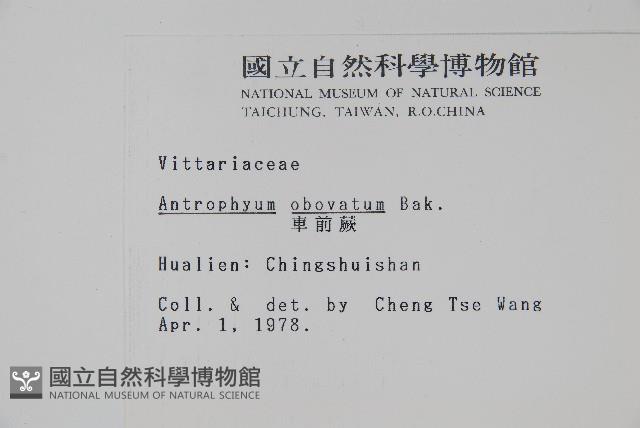 國立自然科學博物館
NATIONAL MUSEUM OF NATURAL SCIENCE
TAICHUNG, TAIWAN, R.O.CHINA
Vittariaceae
Antrophyum obovatum Bak.
車前蕨
Hualien: Chingshuishan
Coll. & det. by Cheng Tse Wang
Apr. 1, 1978.
國立自然科學博物館
NATIONAL MUSEUM OF NATURAL SCIENCE